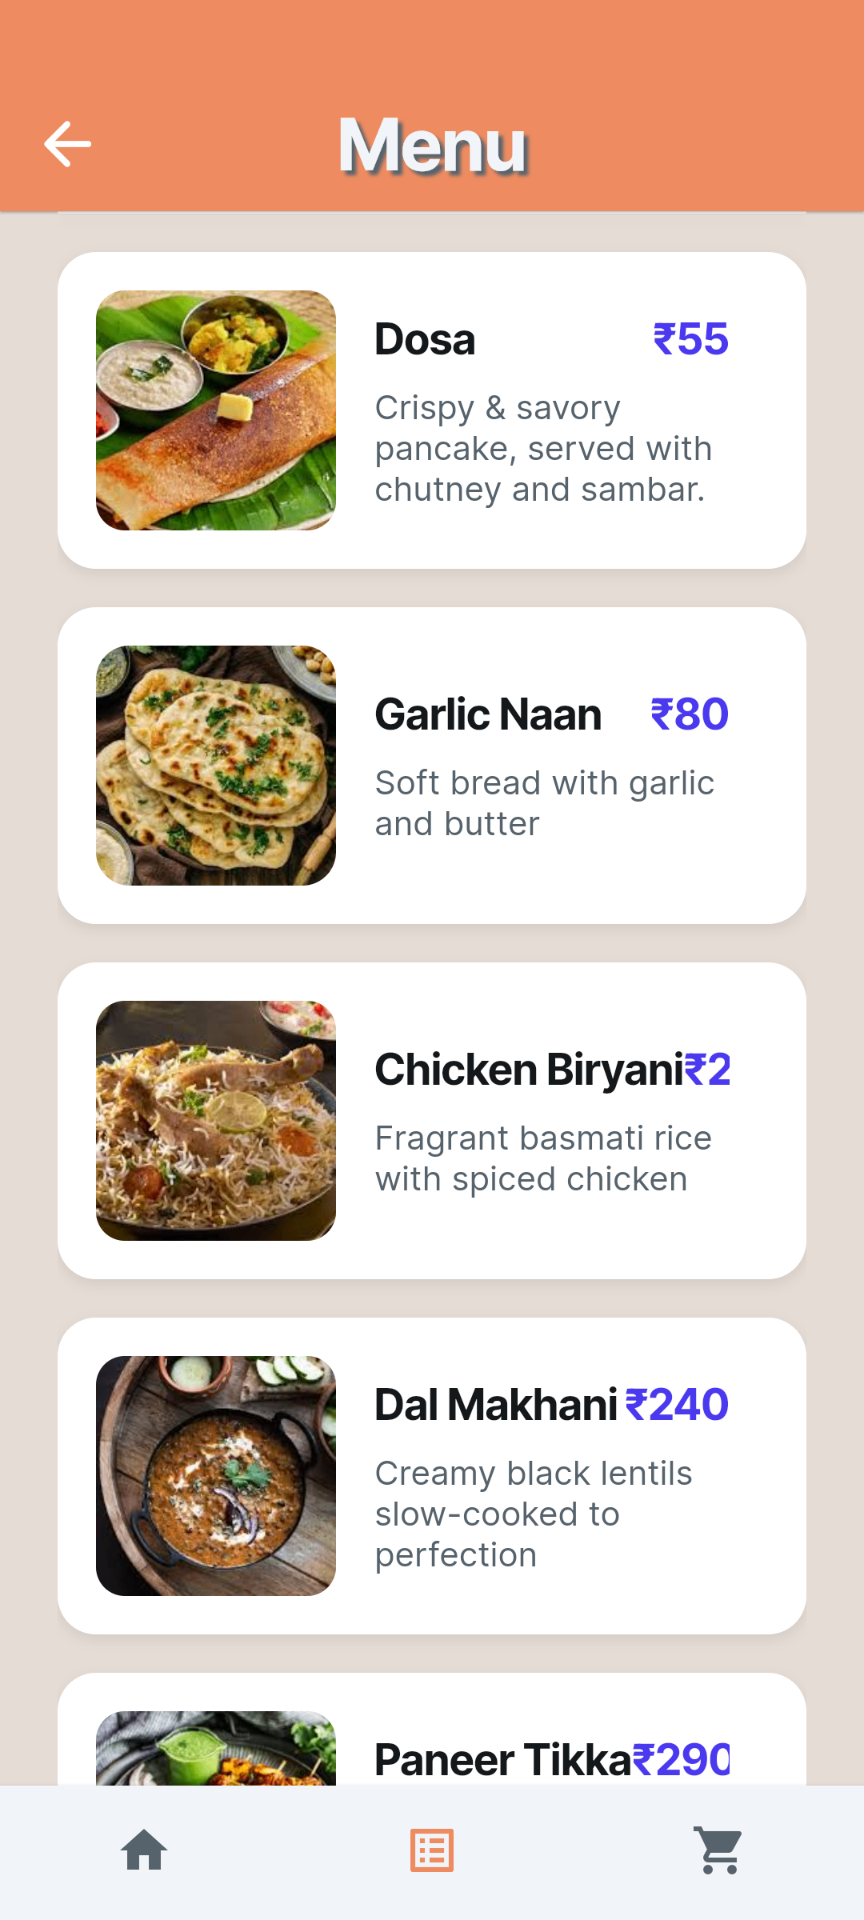 Menu
Dosa ₹55
Crispy & savory
pancake, served with
chutney and sambar.
Garlic Naan ₹80
Soft bread with garlic
and butter
Chicken Biryani₹2
Fragrant basmati rice
with spiced chicken
Dal Makhani ₹240
Creamy black lentils
slow-cooked to
perfection
Paneer Tikka₹290